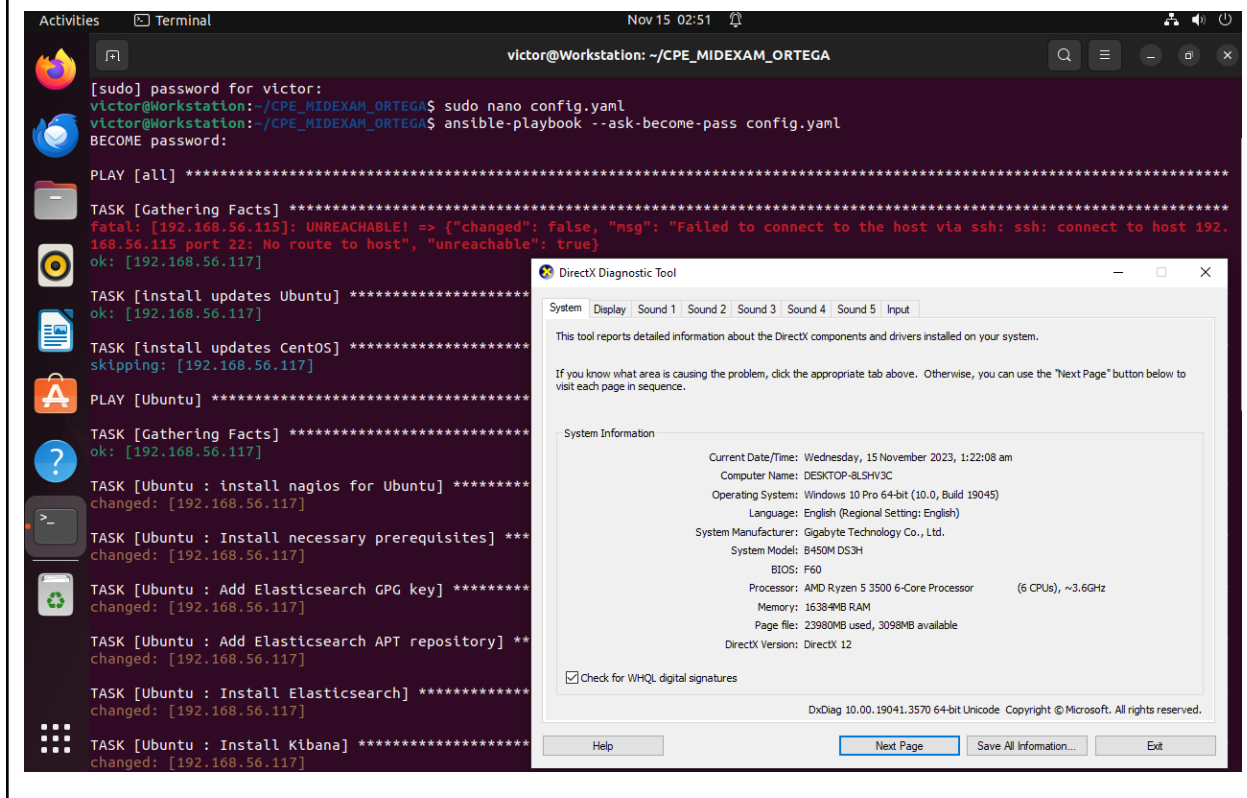 Activities Terminal Nov 15 02:51
victor@Workstation: ~/CPE_MIDEXAM_ORTEGA
[sudo] password for victor:
victor@Workstation:~/CPE_MIDEXAM_ORTEGA$ sudo nano config.yaml
victor@Workstation:~/CPE_MIDEXAM_ORTEGA$ ansible-playbook --ask-become-pass config.yaml
BECOME password:
PLAY [all] *************************************************************************************************************************
TASK [Gathering Facts] *************************************************************************************************************
fatal: [192.168.56.115]: UNREACHABLE! => {"changed": false, "msg": "Failed to connect to the host via ssh: ssh: connect to host 192.
168.56.115 port 22: No route to host", "unreachable": true}
ok: [192.168.56.117]
TASK [install updates Ubuntu] *********************
ok: [192.168.56.117]
TASK [install updates CentOS] *********************
skipping: [192.168.56.117]
PLAY [Ubuntu] *************************************
TASK [Gathering Facts] ****************************
ok: [192.168.56.117]
TASK [Ubuntu : install nagios for Ubuntu] *********
changed: [192.168.56.117]
TASK [Ubuntu : Install necessary prerequisites] ***
changed: [192.168.56.117]
TASK [Ubuntu : Add Elasticsearch GPG key] *********
changed: [192.168.56.117]
TASK [Ubuntu : Add Elasticsearch APT repository] **
changed: [192.168.56.117]
TASK [Ubuntu : Install Elasticsearch] *************
changed: [192.168.56.117]
TASK [Ubuntu : Install Kibana] ********************
changed: [192.168.56.117]
DirectX Diagnostic Tool
System Display Sound 1 Sound 2 Sound 3 Sound 4 Sound 5 Input
This tool reports detailed information about the DirectX components and drivers installed on your system.
If you know what area is causing the problem, click the appropriate tab above. Otherwise, you can use the "Next Page" button below to
visit each page in sequence.
System Information
Current Date/Time: Wednesday, 15 November 2023, 1:22:08 am
Computer Name: DESKTOP-8LSHV3C
Operating System: Windows 10 Pro 64-bit (10.0, Build 19045)
Language: English (Regional Setting: English)
System Manufacturer: Gigabyte Technology Co., Ltd.
System Model: B450M DS3H
BIOS: F60
Processor: AMD Ryzen 5 3500 6-Core Processor (6 CPUs), ~3.6GHz
Memory: 16384MB RAM
Page file: 23980MB used, 3098MB available
DirectX Version: DirectX 12
Check for WHQL digital signatures
DxDiag 10.00.19041.3570 64-bit Unicode Copyright © Microsoft. All rights reserved.
Help Next Page Save All Information... Exit